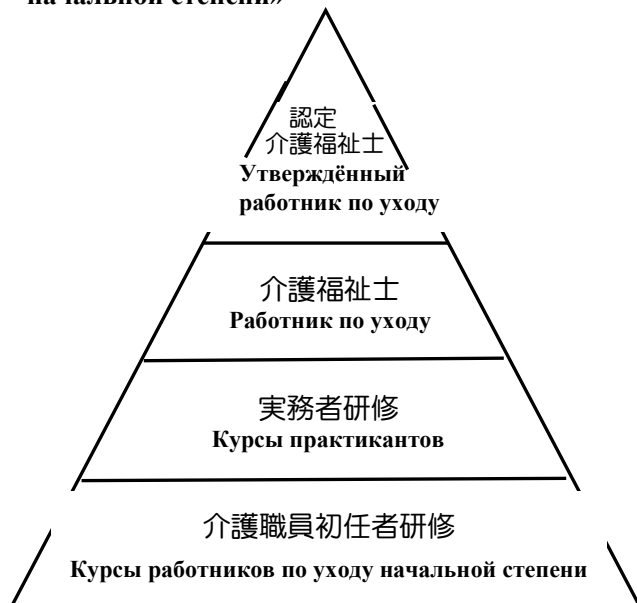 начальной степени»
認定
介護福祉士
Утверждённый
работник по уходу
介護福祉士
Работник по уходу
実務者研修
Курсы практикантов
介護職員初任者研修
Курсы работников по уходу начальной степени